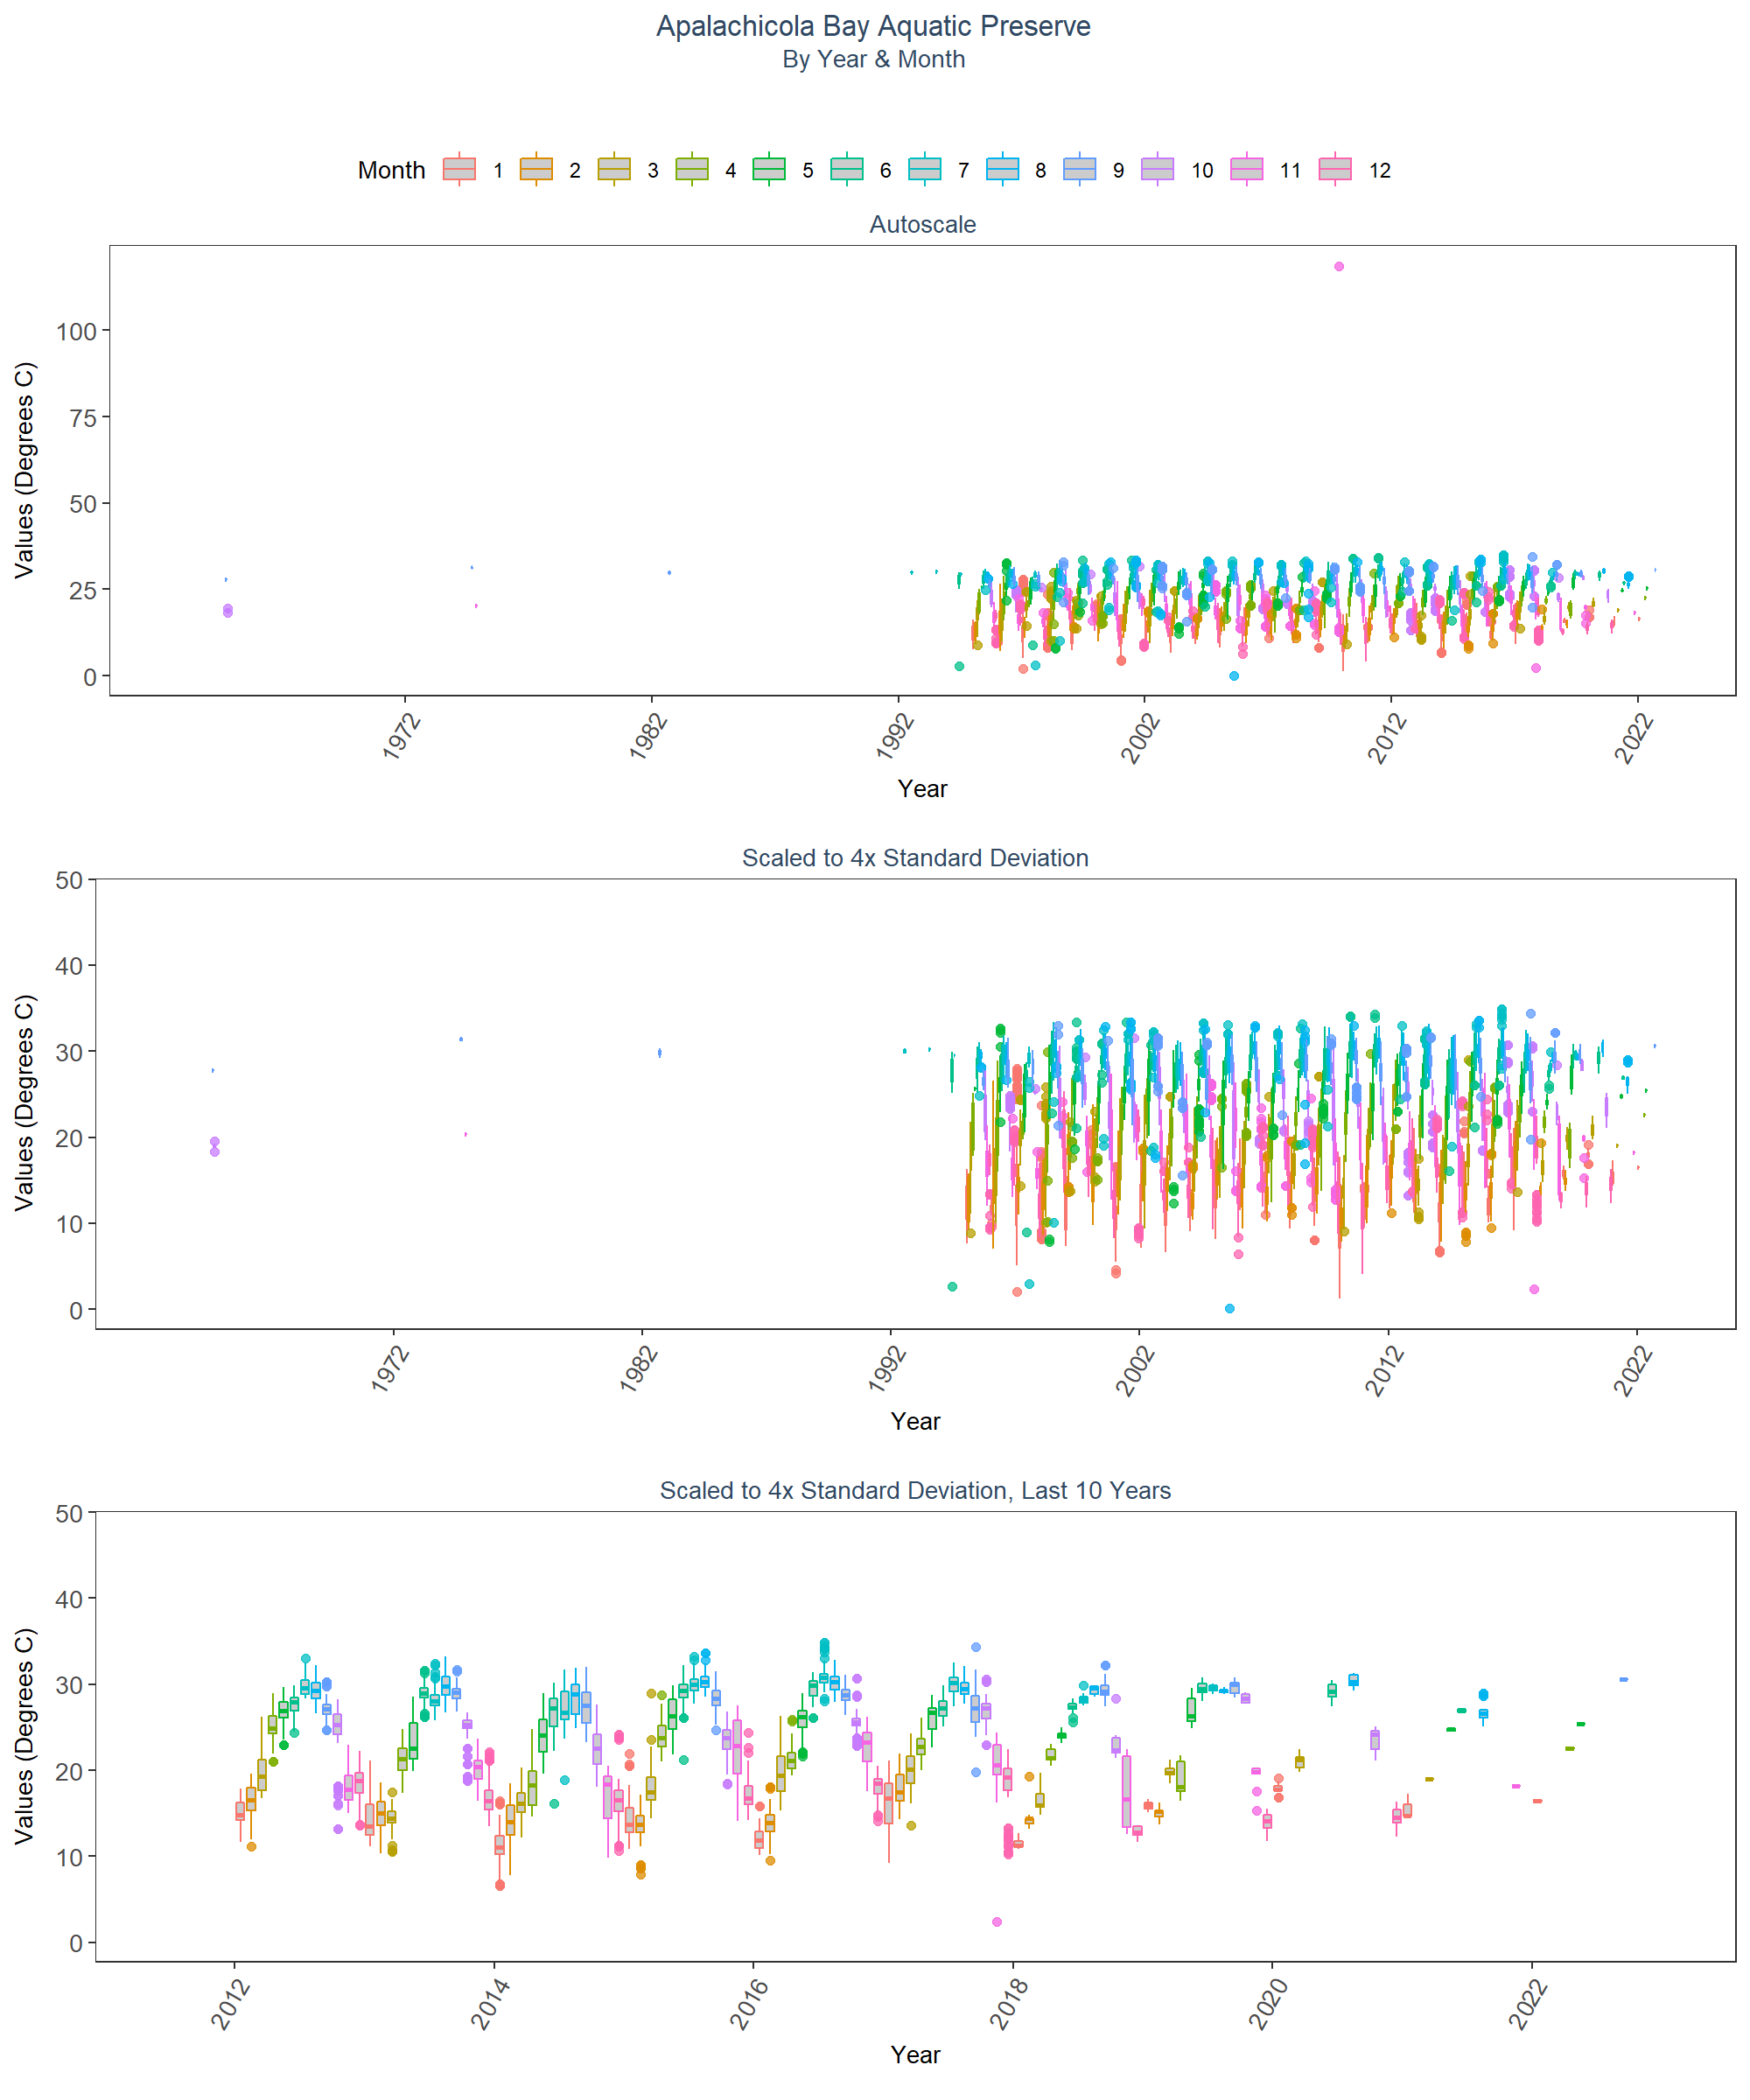 Apalachicola Bay Aquatic Preserve
By Year & Month
Month 1 2 3 4 5 6 7 8 9 10 11 12
Autoscale
Values (Degrees C)
100
75
50
25
0
1972 1982 1992 2002 2012 2022
Year
Scaled to 4x Standard Deviation
Values (Degrees C)
50
40
30
20
10
0
1972 1982 1992 2002 2012 2022
Year
Scaled to 4x Standard Deviation, Last 10 Years
Values (Degrees C)
50
40
30
20
10
0
2012 2014 2016 2018 2020 2022
Year